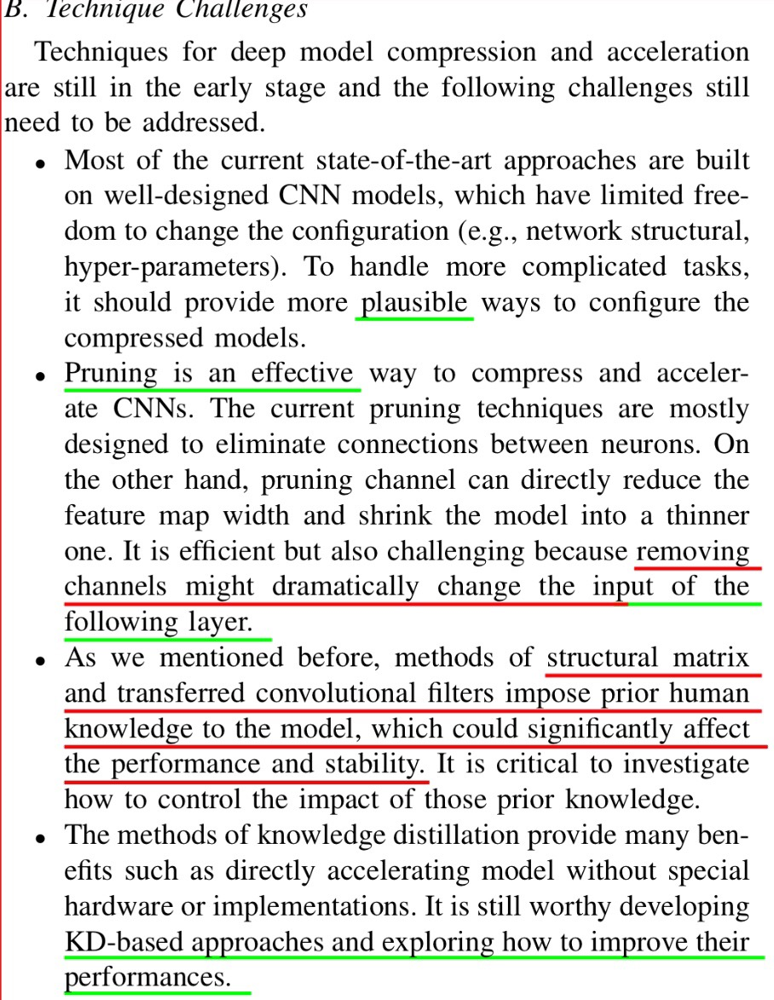 B. Technique Challenges
Techniques for deep model compression and acceleration
are still in the early stage and the following challenges still
need to be addressed.
• Most of the current state-of-the-art approaches are built
on well-designed CNN models, which have limited free-
dom to change the configuration (e.g., network structural,
hyper-parameters). To handle more complicated tasks,
it should provide more plausible ways to configure the
compressed models.
• Pruning is an effective way to compress and acceler-
ate CNNs. The current pruning techniques are mostly
designed to eliminate connections between neurons. On
the other hand, pruning channel can directly reduce the
feature map width and shrink the model into a thinner
one. It is efficient but also challenging because removing
channels might dramatically change the input of the
following layer.
• As we mentioned before, methods of structural matrix
and transferred convolutional filters impose prior human
knowledge to the model, which could significantly affect
the performance and stability. It is critical to investigate
how to control the impact of those prior knowledge.
• The methods of knowledge distillation provide many ben-
efits such as directly accelerating model without special
hardware or implementations. It is still worthy developing
KD-based approaches and exploring how to improve their
performances.